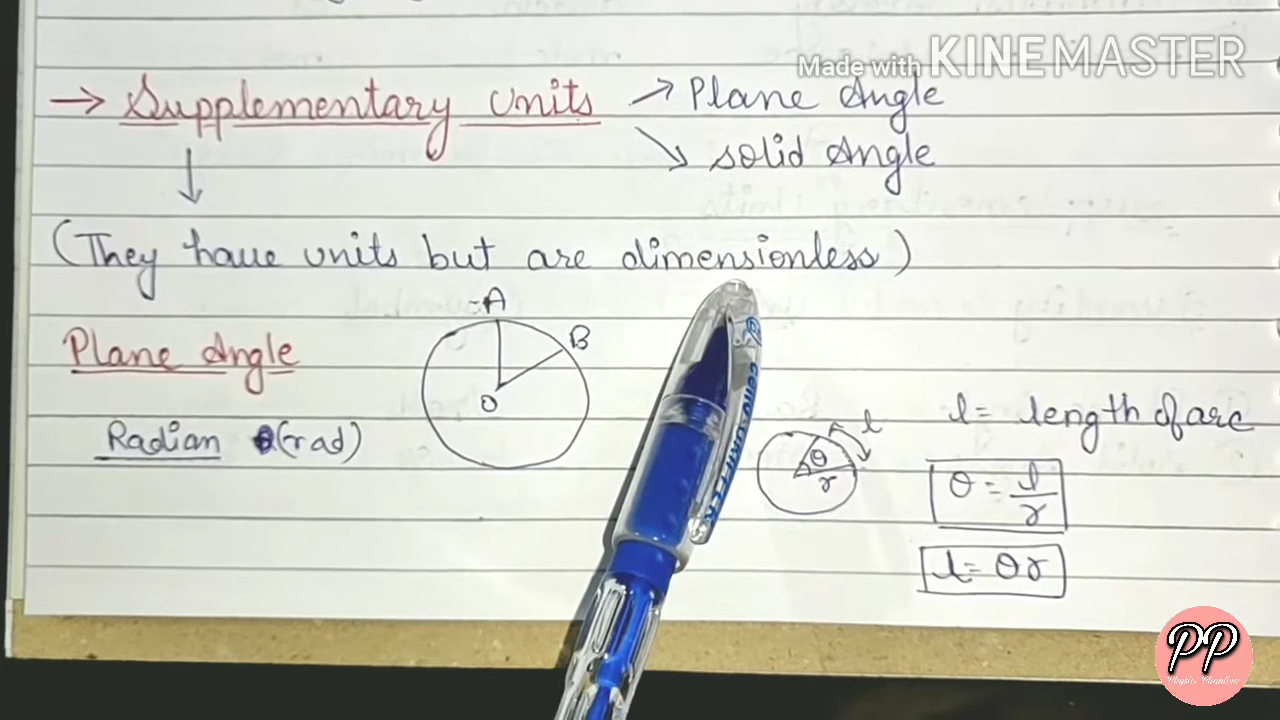 Made with KINEMASTER
→ Supplementary Units ↗ Plane Angle
↘ solid Angle
(They have units but are dimensionless)
A
B
O
Plane Angle
Radian (rad)
l
θ
r
l = length of arc
θ = l/r
l = θr
PP